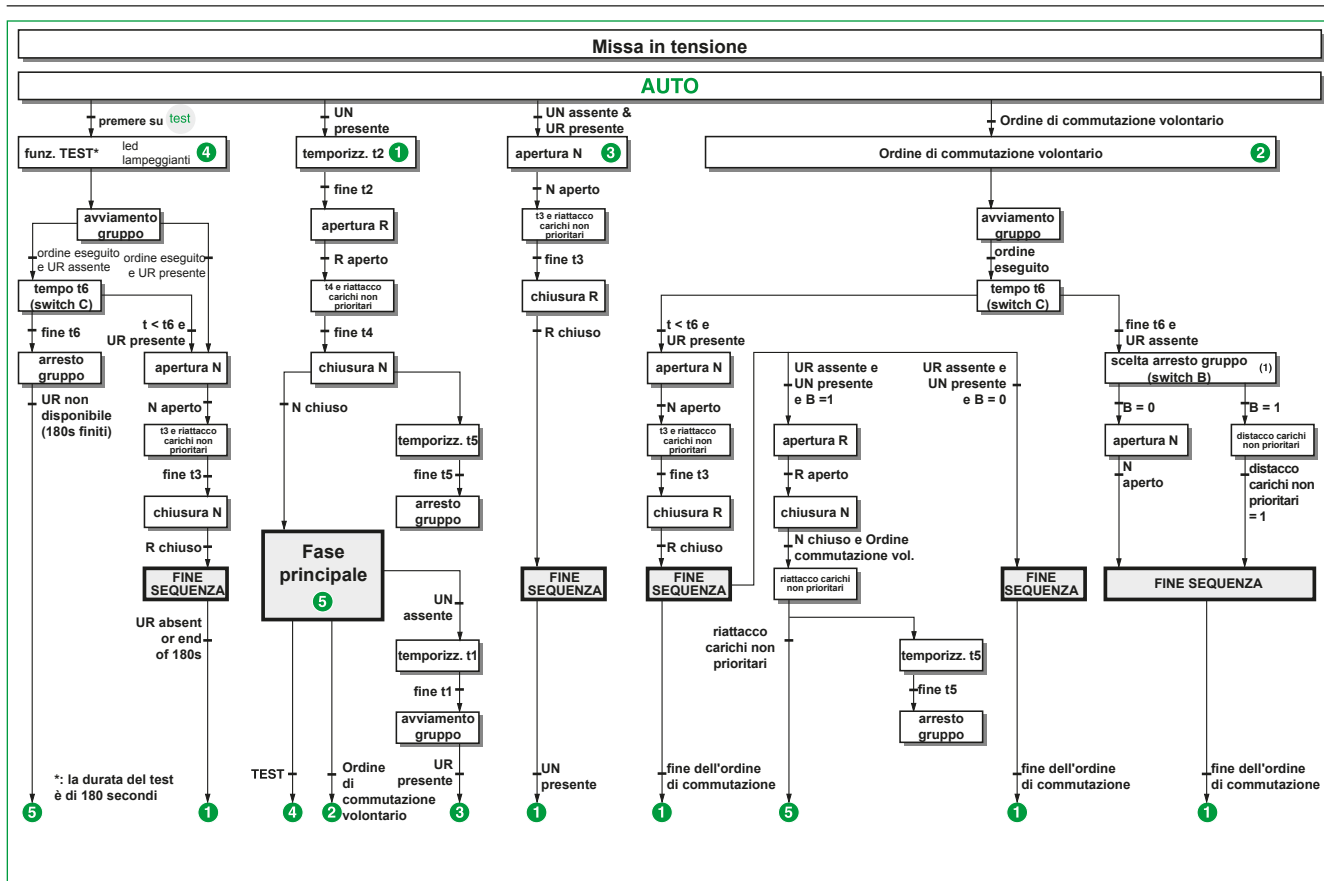 Missa in tensione
AUTO
premere su test
UN
presente
UN assente &
UR presente
Ordine di commutazione volontario
funz. TEST*
led
lampeggianti
4
temporizz. t2
1
apertura N
3
Ordine di commutazione volontario
2
fine t2
N aperto
avviamento
gruppo
apertura R
t3 e riattacco
carichi non
prioritari
avviamento
gruppo
ordine eseguito
e UR assente
ordine eseguito
e UR presente
R aperto
fine t3
ordine
eseguito
tempo t6
(switch C)
t4 e riattacco
carichi non
prioritari
chiusura R
tempo t6
(switch C)
fine t6
t < t6 e
UR presente
fine t4
R chiuso
t < t6 e
UR presente
fine t6 e
UR assente
arresto
gruppo
apertura N
chiusura N
apertura N
UR assente e
UN presente
e B =1
UR assente e
UN presente
e B = 0
scelta arresto gruppo
(switch B)
(1)
UR non
disponibile
(180s finiti)
N aperto
N chiuso
N aperto
B = 0
B = 1
t3 e riattacco
carichi non
prioritari
temporizz. t5
t3 e riattacco
carichi non
prioritari
apertura R
apertura N
distacco carichi
non prioritari
fine t3
fine t5
fine t3
R aperto
N
aperto
distacco
carichi non
prioritari
= 1
chiusura N
arresto
gruppo
chiusura R
chiusura N
R chiuso
Fase
principale
5
R chiuso
N chiuso e Ordine
commutazione vol.
FINE
SEQUENZA
FINE
SEQUENZA
FINE
SEQUENZA
riattacco carichi
non prioritari
FINE
SEQUENZA
FINE SEQUENZA
UR absent
or end
of 180s
UN
assente
riattacco
carichi non
prioritari
temporizz. t1
temporizz. t5
fine t1
fine t5
avviamento
gruppo
arresto
gruppo
*: la durata del test
è di 180 secondi
TEST
Ordine
di
commutazione
volontario
UR
presente
UN
presente
fine dell'ordine
di commutazione
fine dell'ordine
di commutazione
fine dell'ordine
di commutazione
5
1
4
2
3
1
1
5
1
1